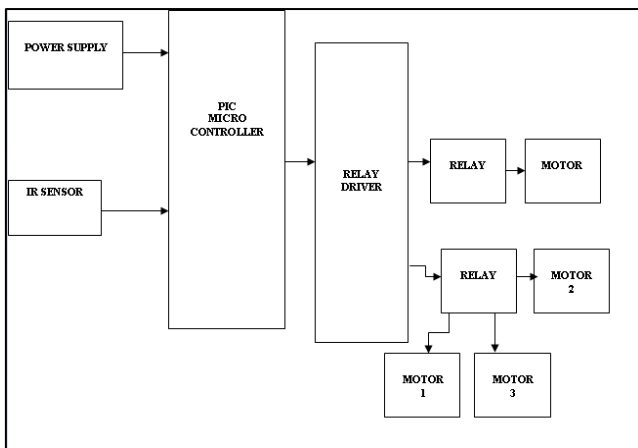 POWER SUPPLY
PIC
MICRO
CONTROLLER
IR SENSOR
RELAY
DRIVER
RELAY
MOTOR
RELAY
MOTOR
2
MOTOR
1
MOTOR
3